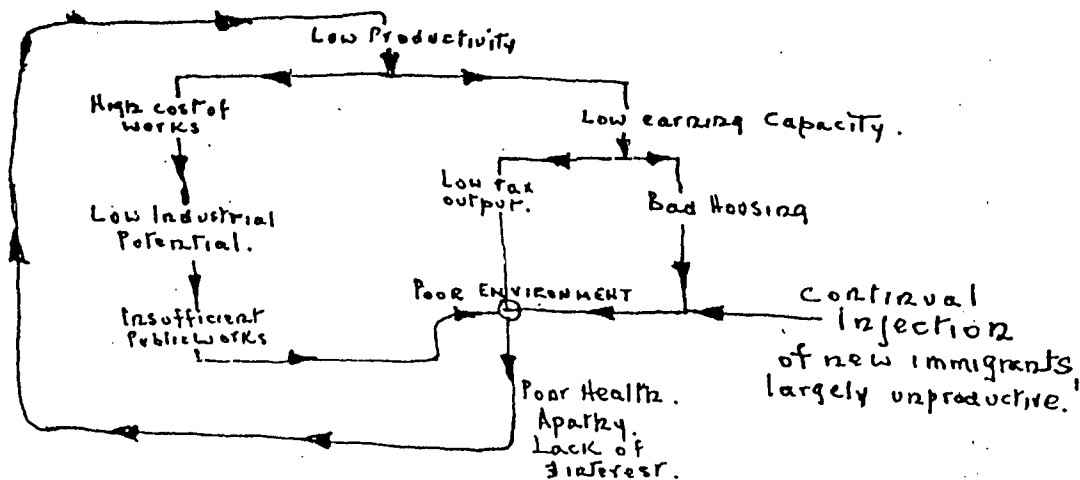 Low Productivity
High cost of
works
Low earning Capacity.
Low tax
output.
Bad Housing
Low Industrial
Potential.
POOR ENVIRONMENT
Insufficient
Public works
Continual
Injection
of new immigrants,
largely unproductive.
Poor Health.
Apathy.
Lack of
Interest.